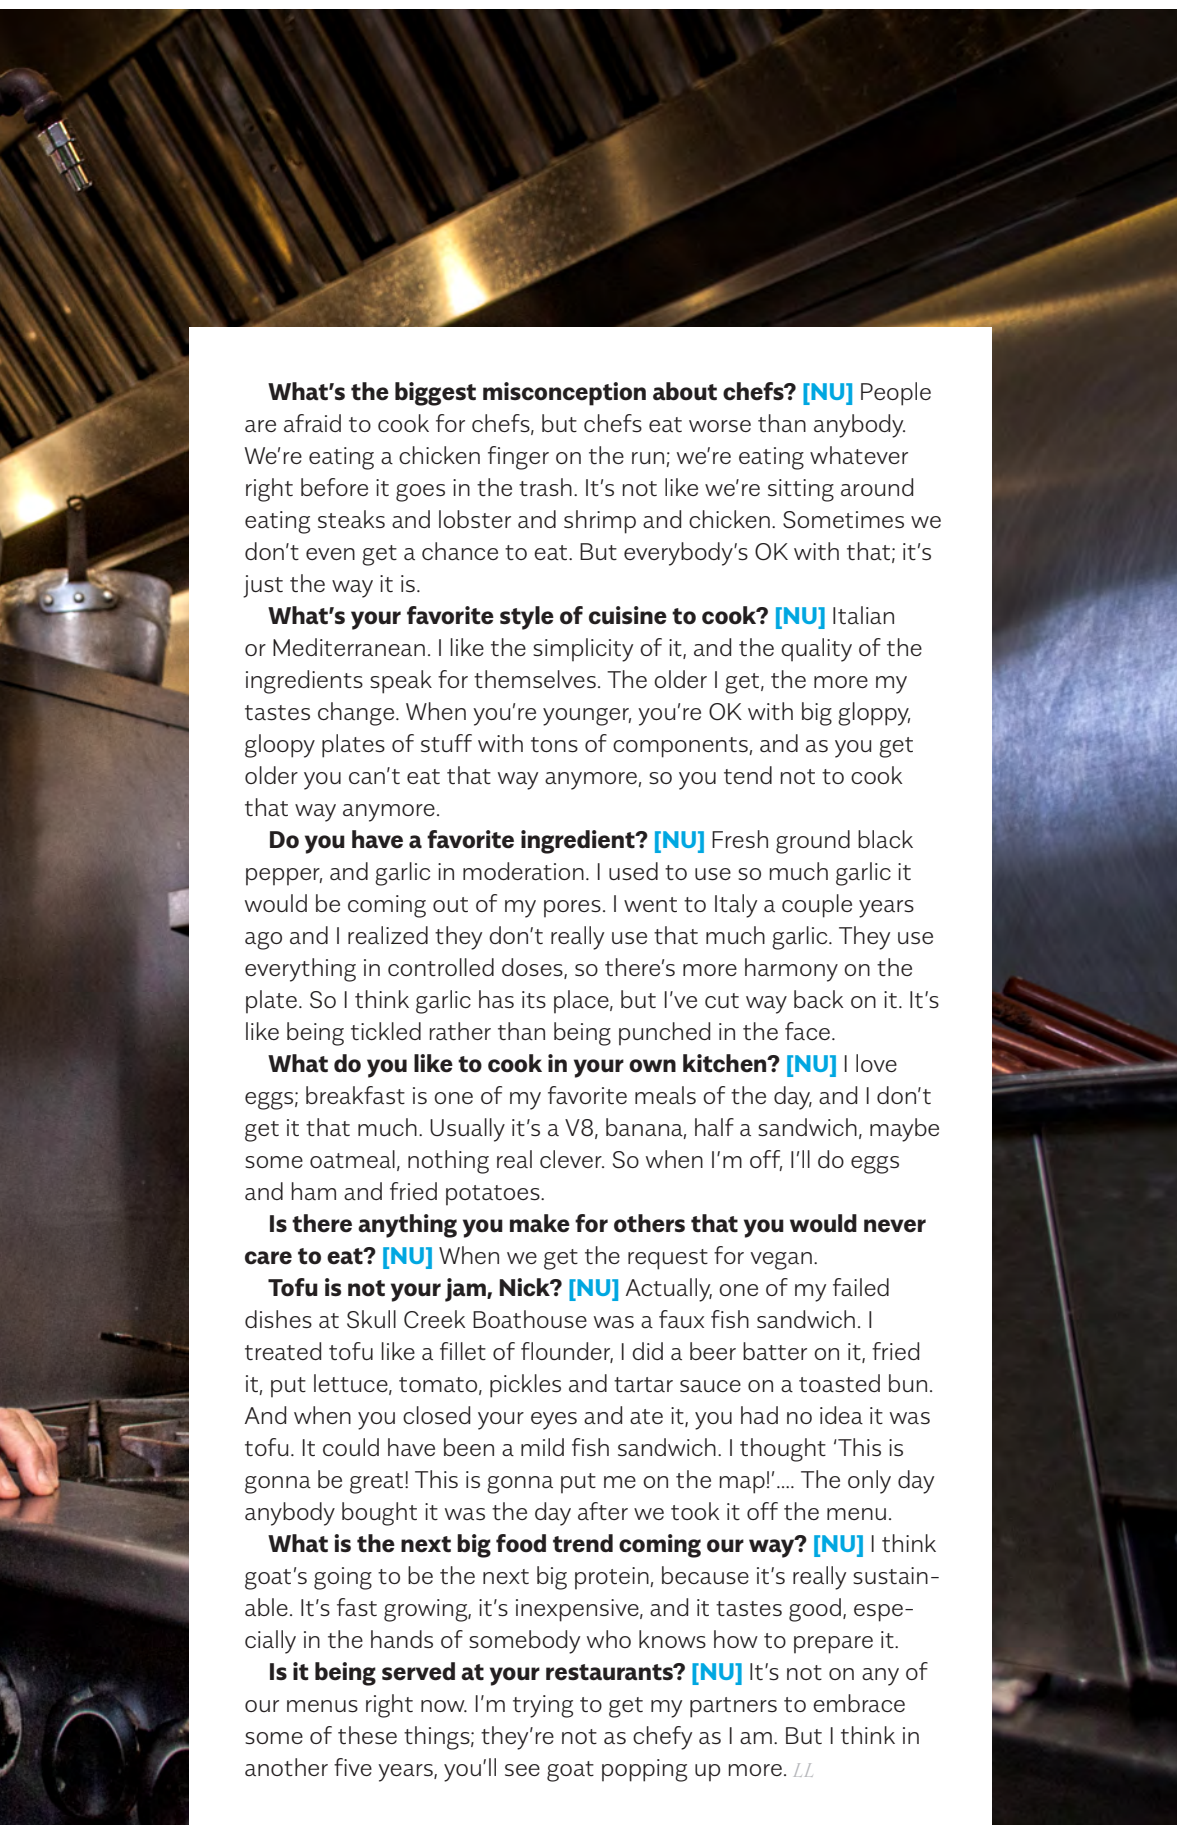 What’s the biggest misconception about chefs? [NU] People
are afraid to cook for chefs, but chefs eat worse than anybody.
We’re eating a chicken finger on the run; we’re eating whatever
right before it goes in the trash. It’s not like we’re sitting around
eating steaks and lobster and shrimp and chicken. Sometimes we
don’t even get a chance to eat. But everybody’s OK with that; it’s
just the way it is.
What’s your favorite style of cuisine to cook? [NU] Italian
or Mediterranean. I like the simplicity of it, and the quality of the
ingredients speak for themselves. The older I get, the more my
tastes change. When you’re younger, you’re OK with big gloppy,
gloopy plates of stuff with tons of components, and as you get
older you can’t eat that way anymore, so you tend not to cook
that way anymore.
Do you have a favorite ingredient? [NU] Fresh ground black
pepper, and garlic in moderation. I used to use so much garlic it
would be coming out of my pores. I went to Italy a couple years
ago and I realized they don’t really use that much garlic. They use
everything in controlled doses, so there’s more harmony on the
plate. So I think garlic has its place, but I’ve cut way back on it. It’s
like being tickled rather than being punched in the face.
What do you like to cook in your own kitchen? [NU] I love
eggs; breakfast is one of my favorite meals of the day, and I don’t
get it that much. Usually it’s a V8, banana, half a sandwich, maybe
some oatmeal, nothing real clever. So when I’m off, I’ll do eggs
and ham and fried potatoes.
Is there anything you make for others that you would never
care to eat? [NU] When we get the request for vegan.
Tofu is not your jam, Nick? [NU] Actually, one of my failed
dishes at Skull Creek Boathouse was a faux fish sandwich. I
treated tofu like a fillet of flounder, I did a beer batter on it, fried
it, put lettuce, tomato, pickles and tartar sauce on a toasted bun.
And when you closed your eyes and ate it, you had no idea it was
tofu. It could have been a mild fish sandwich. I thought ‘This is
gonna be great! This is gonna put me on the map!’.... The only day
anybody bought it was the day after we took it off the menu.
What is the next big food trend coming our way? [NU] I think
goat’s going to be the next big protein, because it’s really sustain-
able. It’s fast growing, it’s inexpensive, and it tastes good, espe-
cially in the hands of somebody who knows how to prepare it.
Is it being served at your restaurants? [NU] It’s not on any of
our menus right now. I’m trying to get my partners to embrace
some of these things; they’re not as chefy as I am. But I think in
another five years, you’ll see goat popping up more. LL